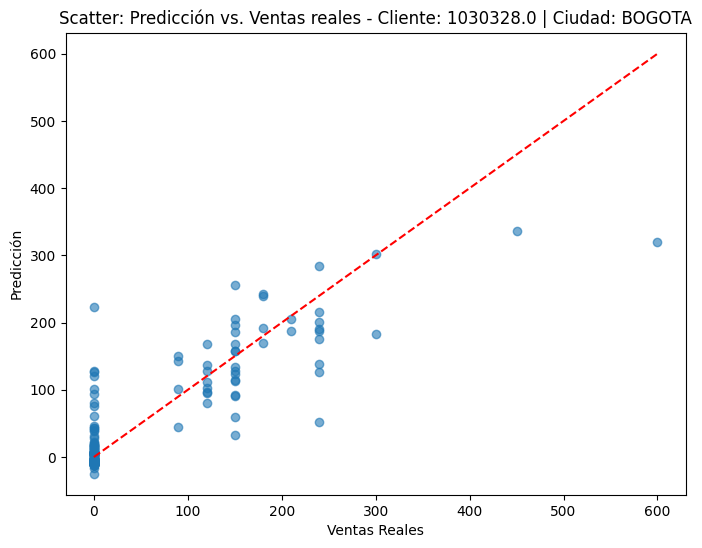 Scatter: Predicción vs. Ventas reales - Cliente: 1030328.0 | Ciudad: BOGOTA
600
500
400
300
200
100
0
Predicción
0 100 200 300 400 500 600
Ventas Reales